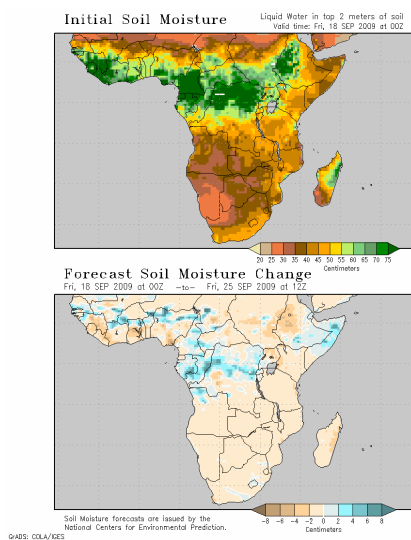 Initial Soil Moisture
Liquid Water in top 2 meters of soil
Valid time: Fri, 18 SEP 2009 at 00Z
20 25 30 35 40 45 50 55 60 65 70 75
Centimeters
Forecast Soil Moisture Change
Fri, 18 SEP 2009 at 00Z -to- Fri, 25 SEP 2009 at 12Z
-8 -6 -4 -2 0 2 4 6 8
Centimeters
Soil Moisture forecasts are issued by the
National Centers for Environmental Prediction.
GrADS: COLA/IGES